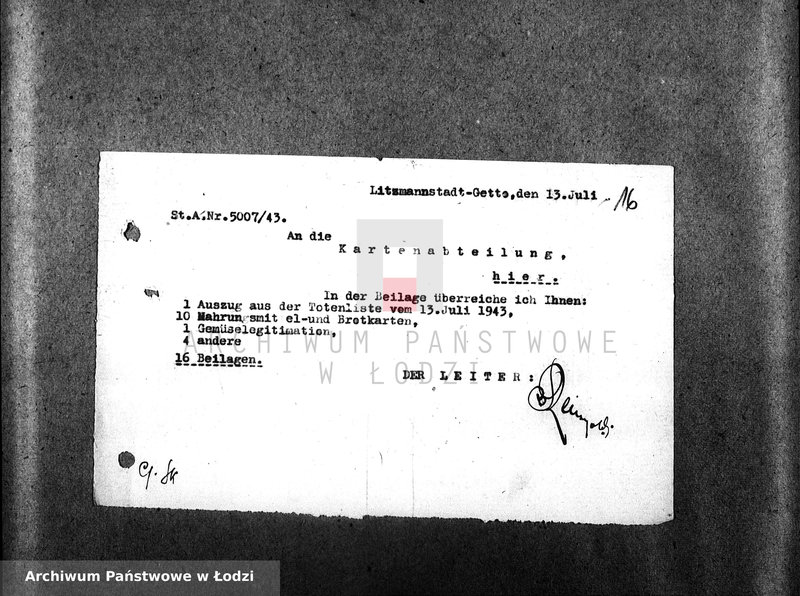 Litzmannstadt-Getto,den 13.Juli
16
St.A.Nr.5007/43.
An die
Kartenabteilung,
hier.
In der Beilage überreiche ich Ihnen:
1 Auszug aus der Totenliste vom 13.Juli 1943,
10 Nahrungsmittel-und Brotkarten,
1 Gemüselegitimation,
4 andere
16 Beilagen.
DER LEITER:
ARCHIWUM PAŃSTWOWE
W ŁODZI
Archiwum Państwowe w Łodzi